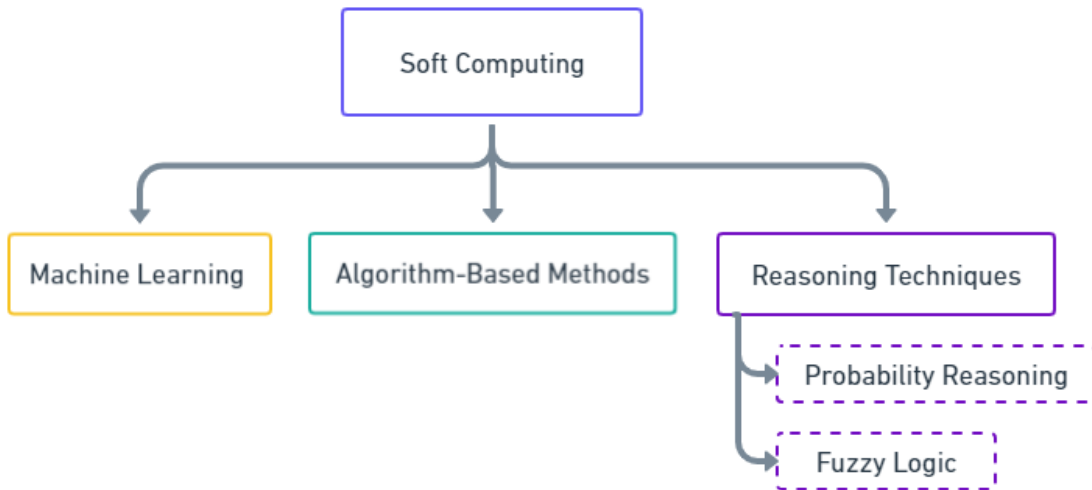 Soft Computing
Machine Learning
Algorithm-Based Methods
Reasoning Techniques
Probability Reasoning
Fuzzy Logic